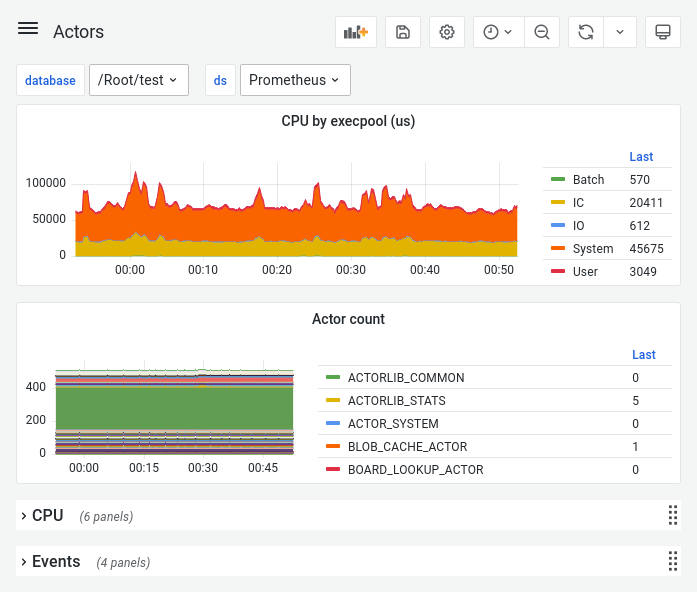 Actors
database /Root/test ds Prometheus
CPU by execpool (us)
Last
100000
50000
0
00:00 00:10 00:20 00:30 00:40 00:50
Batch 570
IC 20411
IO 612
System 45675
User 3049
Actor count
Last
400
200
0
00:00 00:15 00:30 00:45
ACTORLIB_COMMON 0
ACTORLIB_STATS 5
ACTOR_SYSTEM 0
BLOB_CACHE_ACTOR 1
BOARD_LOOKUP_ACTOR 0
CPU (6 panels)
Events (4 panels)